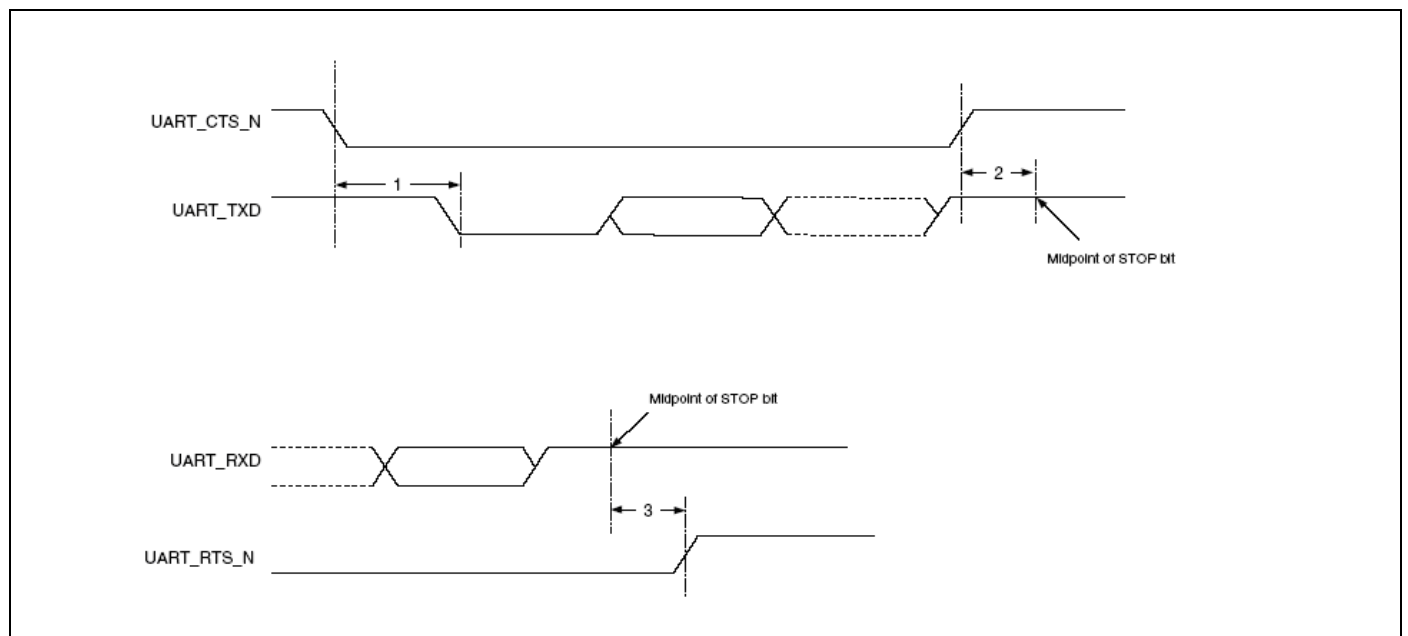 UART_CTS_N
1
2
UART_TXD
Midpoint of STOP bit
Midpoint of STOP bit
UART_RXD
3
UART_RTS_N